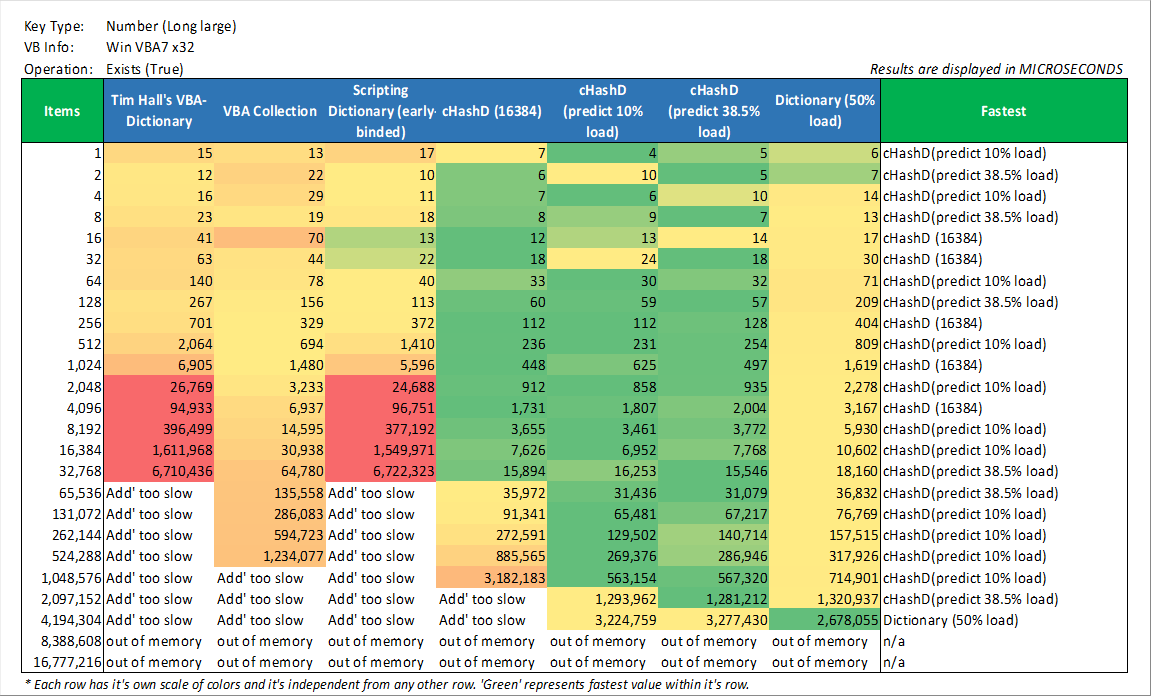 Key Type: Number (Long large)
VB Info: Win VBA7 x32
Operation: Exists (True) Results are displayed in MICROSECONDS
Items Tim Hall's VBA-Dictionary VBA Collection Scripting Dictionary (early-binded) cHashD (16384) cHashD (predict 10% load) cHashD (predict 38.5% load) Dictionary (50% load) Fastest
1 15 13 17 7 4 5 6 cHashD(predict 10% load)
2 12 22 10 6 10 5 7 cHashD(predict 38.5% load)
4 16 29 11 7 6 10 14 cHashD(predict 10% load)
8 23 19 18 8 9 7 13 cHashD(predict 38.5% load)
16 41 70 13 12 13 14 17 cHashD (16384)
32 63 44 22 18 24 18 30 cHashD (16384)
64 140 78 40 33 30 32 71 cHashD(predict 10% load)
128 267 156 113 60 59 57 209 cHashD(predict 38.5% load)
256 701 329 372 112 112 128 404 cHashD (16384)
512 2,064 694 1,410 236 231 254 809 cHashD(predict 10% load)
1,024 6,905 1,480 5,596 448 625 497 1,619 cHashD (16384)
2,048 26,769 3,233 24,688 912 858 935 2,278 cHashD(predict 10% load)
4,096 94,933 6,937 96,751 1,731 1,807 2,004 3,167 cHashD (16384)
8,192 396,499 14,595 377,192 3,655 3,461 3,772 5,930 cHashD(predict 10% load)
16,384 1,611,968 30,938 1,549,971 7,626 6,952 7,768 10,602 cHashD(predict 10% load)
32,768 6,710,436 64,780 6,722,323 15,894 16,253 15,546 18,160 cHashD(predict 38.5% load)
65,536 Add' too slow 135,558 Add' too slow 35,972 31,436 31,079 36,832 cHashD(predict 38.5% load)
131,072 Add' too slow 286,083 Add' too slow 91,341 65,481 67,217 76,769 cHashD(predict 10% load)
262,144 Add' too slow 594,723 Add' too slow 272,591 129,502 140,714 157,515 cHashD(predict 10% load)
524,288 Add' too slow 1,234,077 Add' too slow 885,565 269,376 286,946 317,926 cHashD(predict 10% load)
1,048,576 Add' too slow Add' too slow Add' too slow 3,182,183 563,154 567,320 714,901 cHashD(predict 10% load)
2,097,152 Add' too slow Add' too slow Add' too slow Add' too slow 1,293,962 1,281,212 1,320,937 cHashD(predict 38.5% load)
4,194,304 Add' too slow Add' too slow Add' too slow Add' too slow 3,224,759 3,277,430 2,678,055 Dictionary (50% load)
8,388,608 out of memory out of memory out of memory out of memory out of memory out of memory out of memory n/a
16,777,216 out of memory out of memory out of memory out of memory out of memory out of memory out of memory n/a
* Each row has it's own scale of colors and it's independent from any other row. 'Green' represents fastest value within it's row.